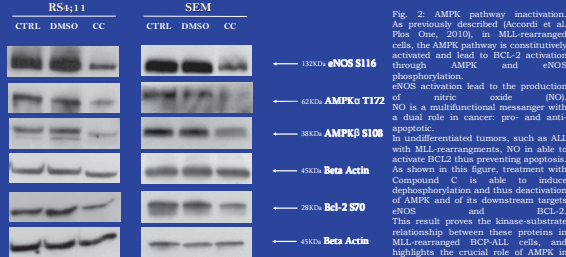 RS4;11 SEM
CTRL DMSO CC CTRL DMSO CC
132KDa eNOS S116
62KDa AMPKα T172
38KDa AMPKβ S108
45KDa Beta Actin
28KDa Bcl-2 S70
45KDa Beta Actin
Fig. 2: AMPK pathway inactivation.
As previously described (Accordi et al.
Plos One, 2010), in MLL-rearranged
cells, the AMPK pathway is constitutively
activated and lead to BCL-2 activation
through AMPK and eNOS
phosphorylation.
eNOS activation lead to the production
of nitric oxide (NO).
NO is a multifunctional messanger with
a dual role in cancer: pro- and anti-
apoptotic.
In undifferentiated tumors, such as ALL
with MLL-rearrangments, NO in able to
activate BCL2 thus preventing apoptosis.
As shown in this figure, treatment with
Compound C is able to induce
dephosphorylation and thus deactivation
of AMPK and of its downstream targets
eNOS and BCL-2.
This result proves the kinase-substrate
relationship between these proteins in
MLL-rearranged BCP-ALL cells, and
highlights the crucial role of AMPK in